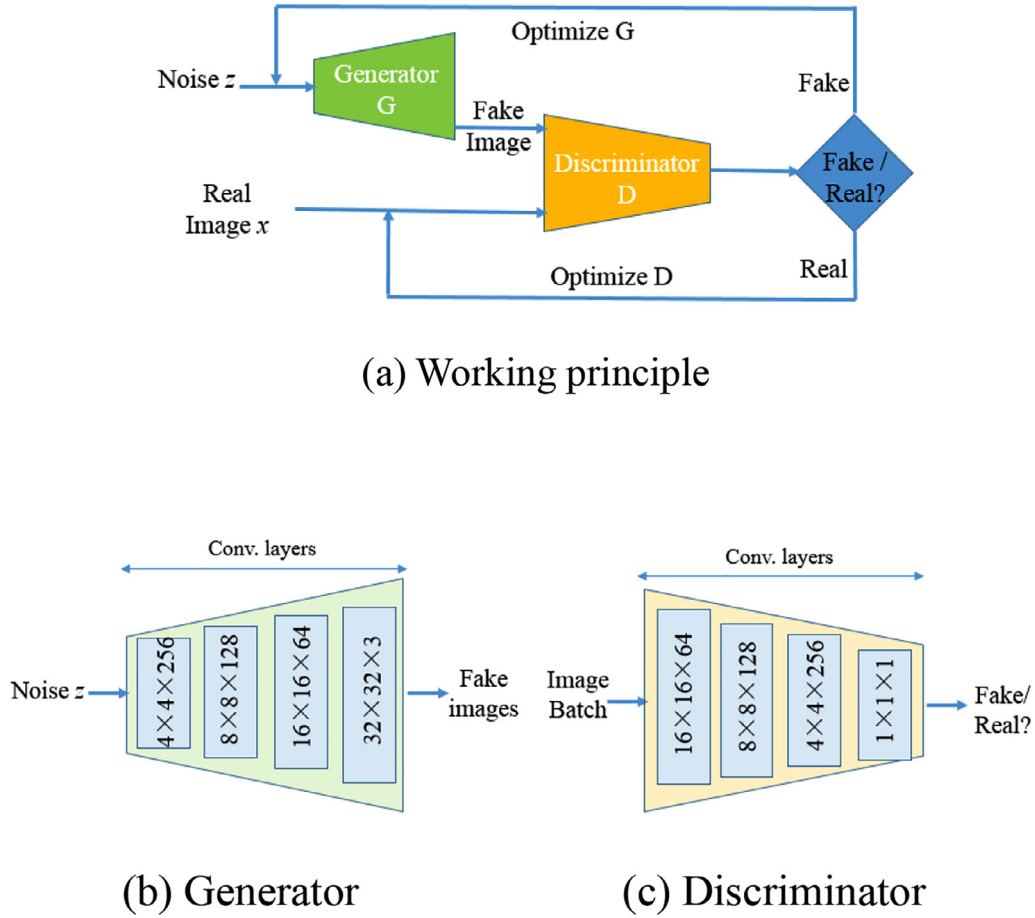 Optimize G
Noise z
Generator
G
Fake
Fake
Image
Discriminator
D
Fake /
Real?
Real
Image x
Optimize D
Real
(a) Working principle
Conv. layers
Noise z
4×4×256
8×8×128
16×16×64
32×32×3
Fake
images
(b) Generator
Conv. layers
Image
Batch
16×16×64
8×8×128
4×4×256
1×1×1
Fake/
Real?
(c) Discriminator